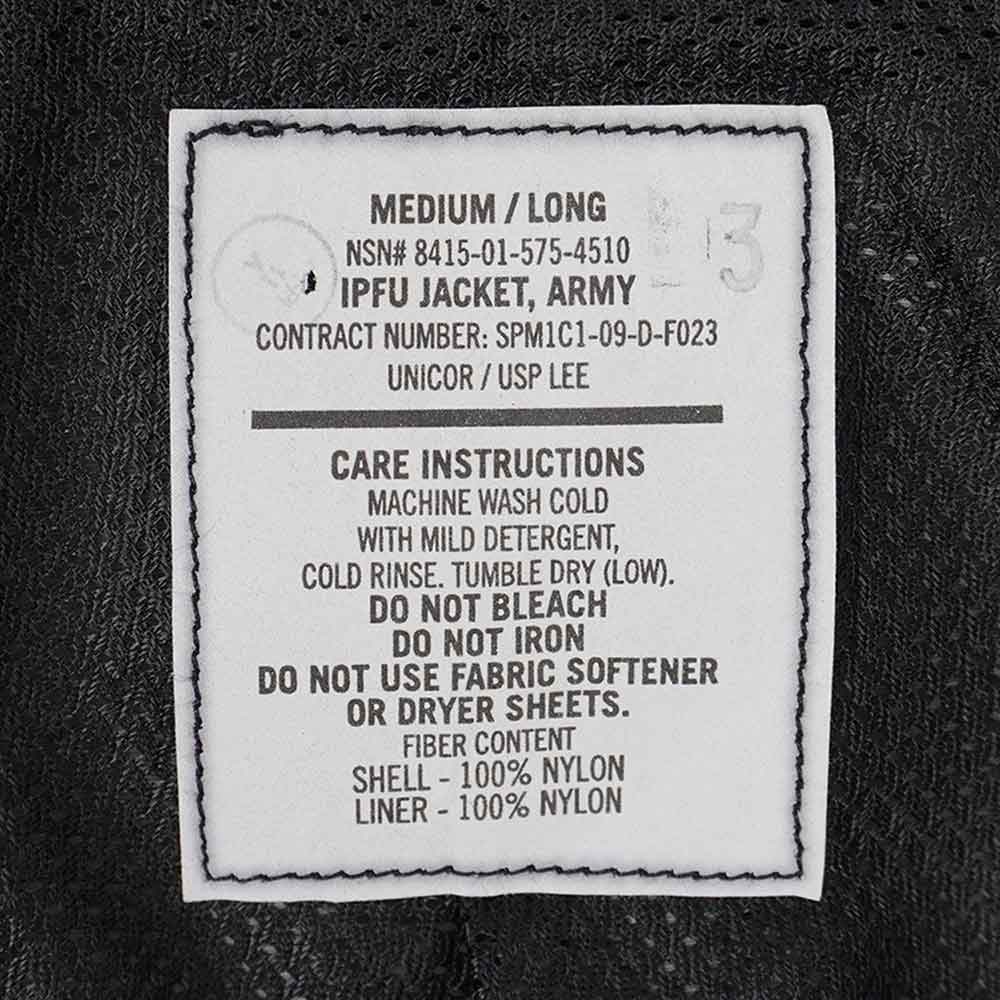 MEDIUM / LONG
NSN# 8415-01-575-4510
IPFU JACKET, ARMY
CONTRACT NUMBER: SPM1C1-09-D-F023
UNICOR / USP LEE
3
CARE INSTRUCTIONS
MACHINE WASH COLD
WITH MILD DETERGENT,
COLD RINSE. TUMBLE DRY (LOW).
DO NOT BLEACH
DO NOT IRON
DO NOT USE FABRIC SOFTENER
OR DRYER SHEETS.
FIBER CONTENT
SHELL - 100% NYLON
LINER - 100% NYLON